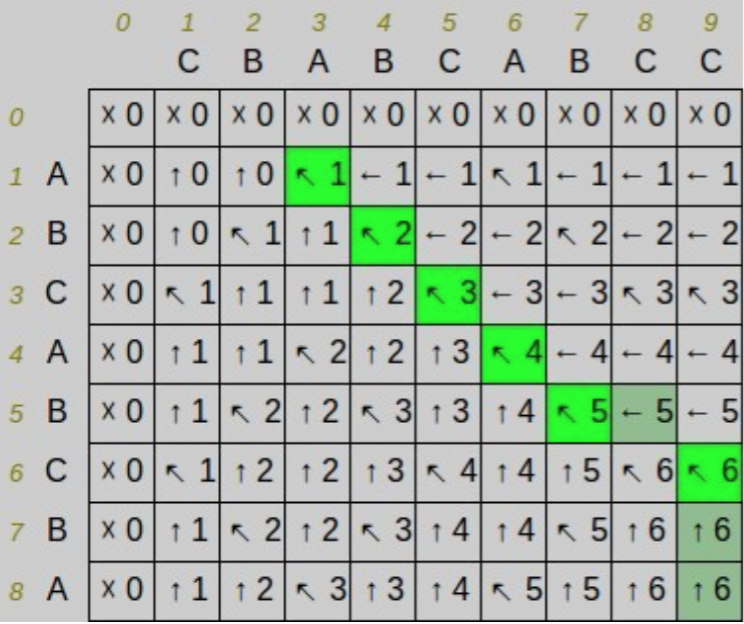 0 1 2 3 4 5 6 7 8 9
C B A B C A B C C
0 x 0 x 0 x 0 x 0 x 0 x 0 x 0 x 0 x 0 x 0
1 A x 0 ↑ 0 ↑ 0 ↖ 1 ← 1 ← 1 ↖ 1 ← 1 ← 1 ← 1
2 B x 0 ↑ 0 ↖ 1 ↑ 1 ↖ 2 ← 2 ← 2 ↖ 2 ← 2 ← 2
3 C x 0 ↖ 1 ↑ 1 ↑ 1 ↑ 2 ↖ 3 ← 3 ← 3 ↖ 3 ↖ 3
4 A x 0 ↑ 1 ↑ 1 ↖ 2 ↑ 2 ↑ 3 ↖ 4 ← 4 ← 4 ← 4
5 B x 0 ↑ 1 ↖ 2 ↑ 2 ↖ 3 ↑ 3 ↑ 4 ↖ 5 ← 5 ← 5
6 C x 0 ↖ 1 ↑ 2 ↑ 2 ↑ 3 ↖ 4 ↑ 4 ↑ 5 ↖ 6 ↖ 6
7 B x 0 ↑ 1 ↖ 2 ↑ 2 ↖ 3 ↑ 4 ↑ 4 ↖ 5 ↑ 6 ↑ 6
8 A x 0 ↑ 1 ↑ 2 ↖ 3 ↑ 3 ↑ 4 ↖ 5 ↑ 5 ↑ 6 ↑ 6